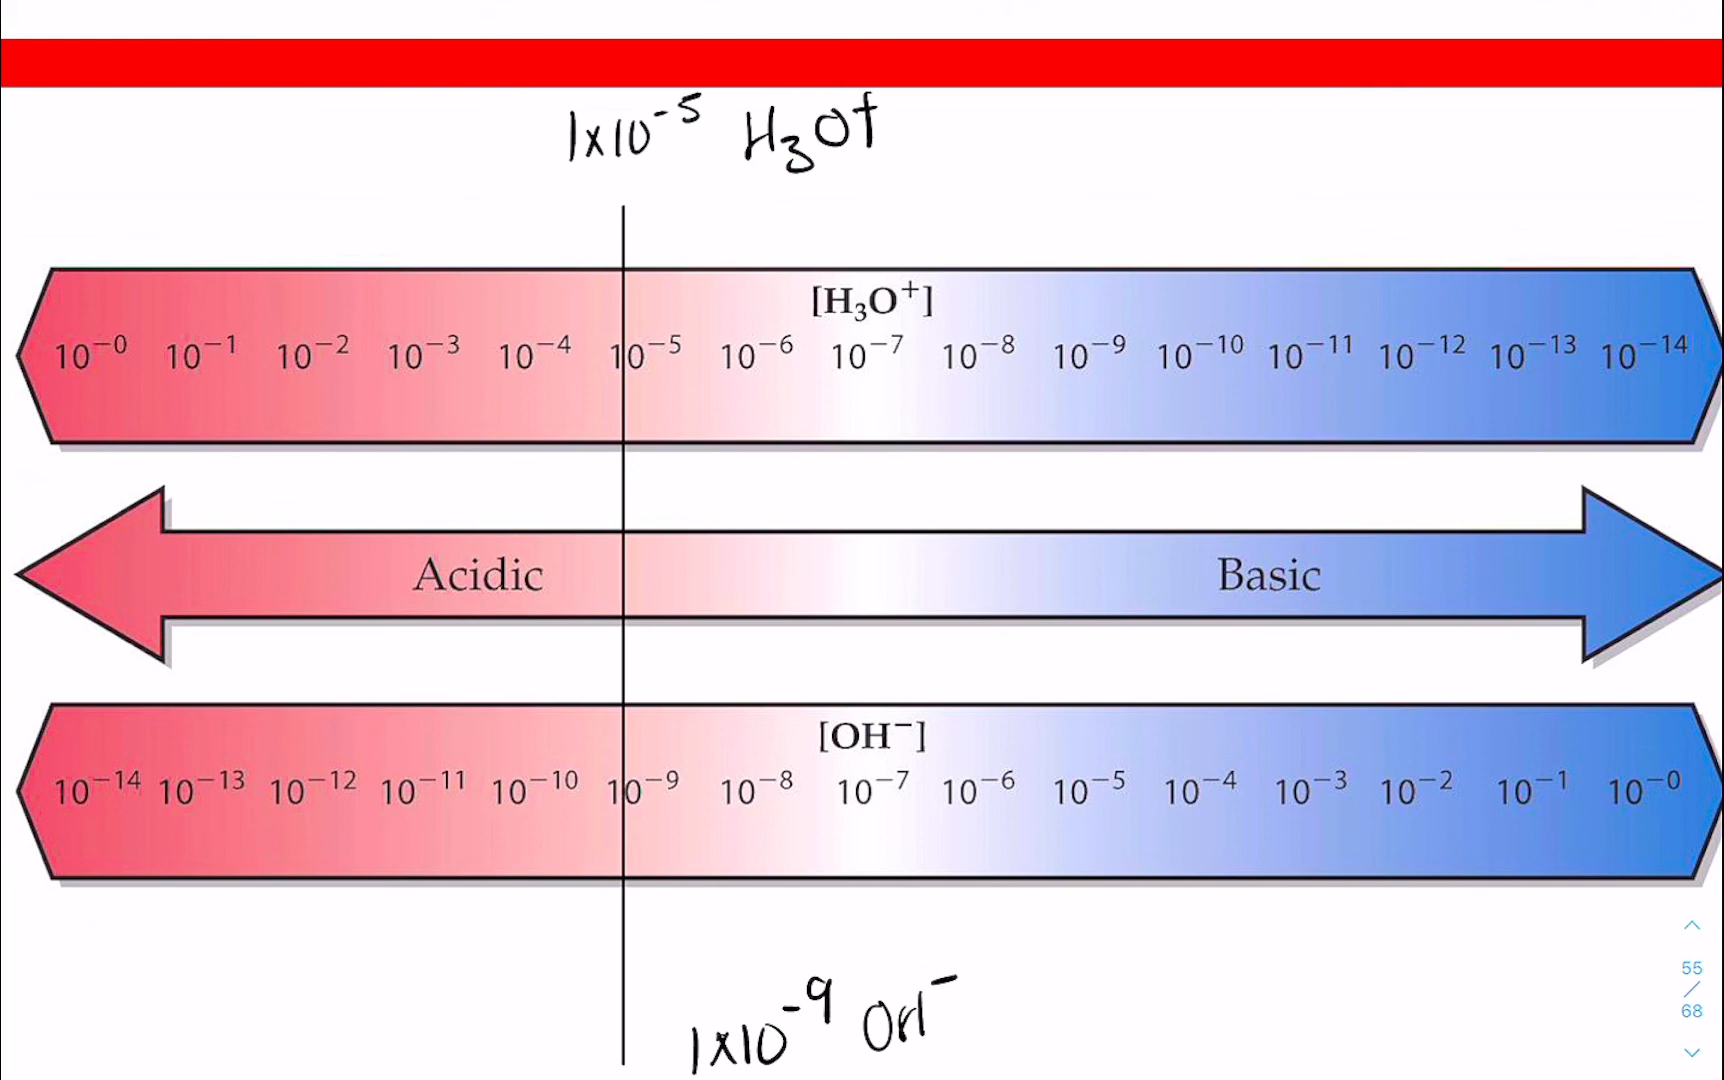 1x10⁻⁵ H₃O⁺
[H₃O⁺]
10⁻⁰ 10⁻¹ 10⁻² 10⁻³ 10⁻⁴ 10⁻⁵ 10⁻⁶ 10⁻⁷ 10⁻⁸ 10⁻⁹ 10⁻¹⁰ 10⁻¹¹ 10⁻¹² 10⁻¹³ 10⁻¹⁴
Acidic Basic
[OH⁻]
10⁻¹⁴ 10⁻¹³ 10⁻¹² 10⁻¹¹ 10⁻¹⁰ 10⁻⁹ 10⁻⁸ 10⁻⁷ 10⁻⁶ 10⁻⁵ 10⁻⁴ 10⁻³ 10⁻² 10⁻¹ 10⁻⁰
1x10⁻⁹ OH⁻
55
/
68